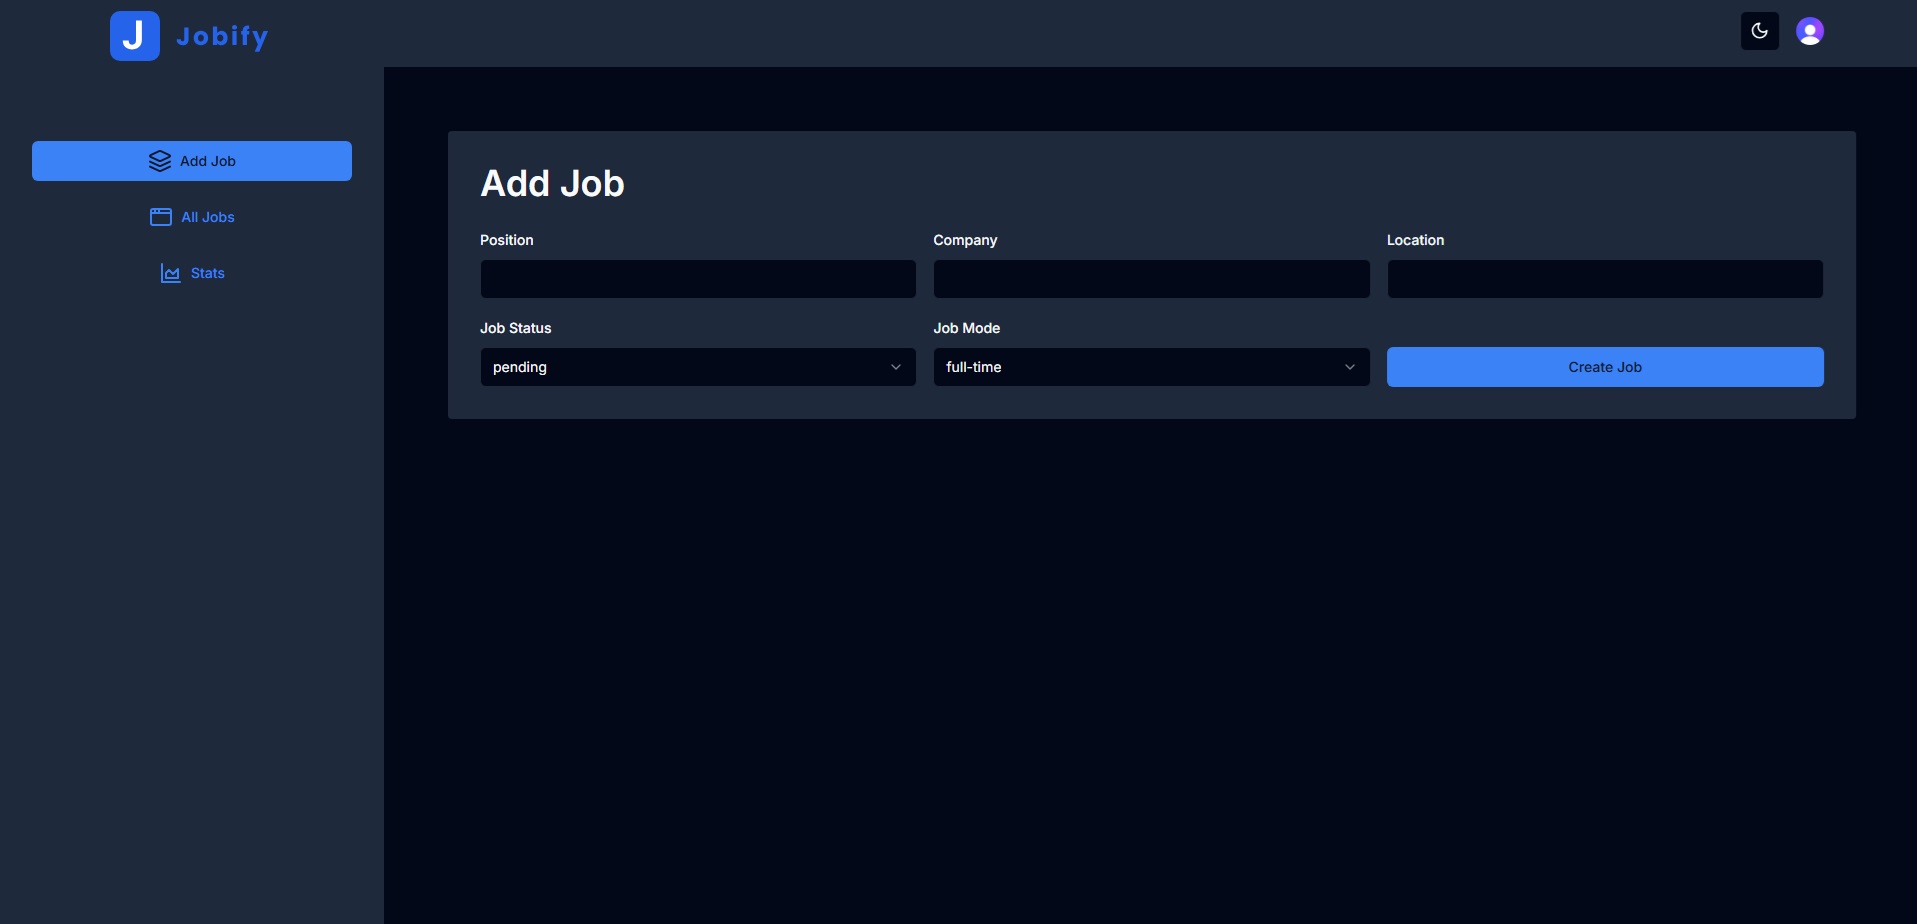 J Jobify
Add Job
All Jobs
Stats
Add Job
Position Company Location
Job Status Job Mode
pending full-time Create Job